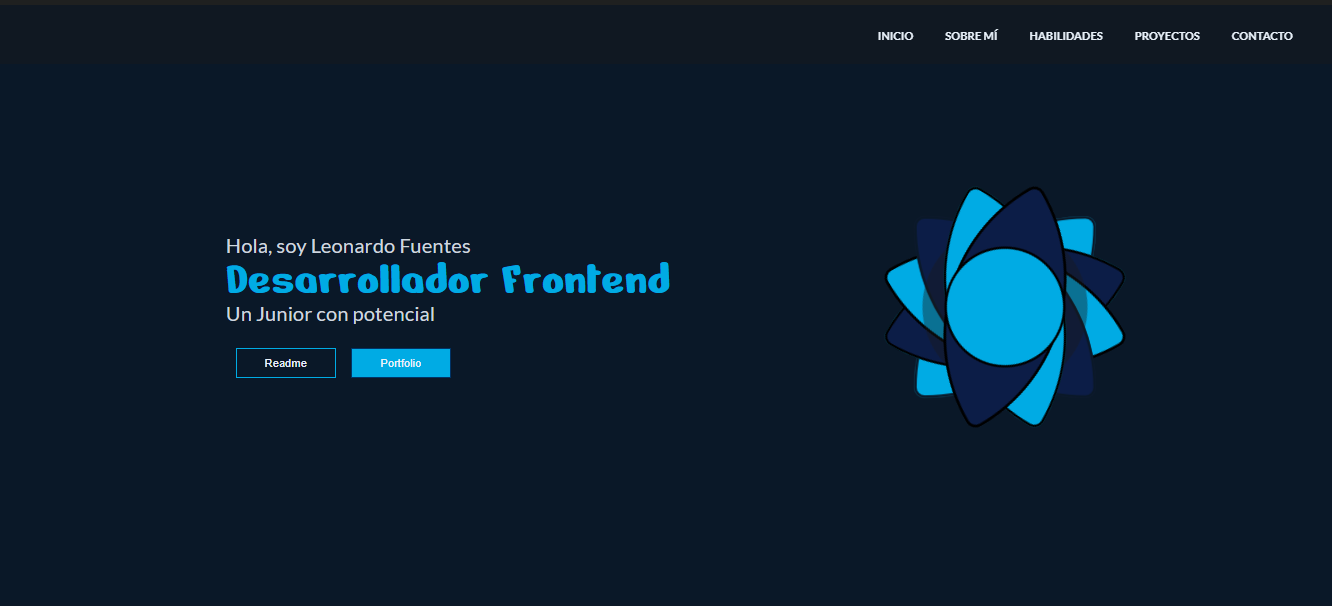 INICIO SOBRE MÍ HABILIDADES PROYECTOS CONTACTO
Hola, soy Leonardo Fuentes
Desarrollador Frontend
Un Junior con potencial
Readme Portfolio